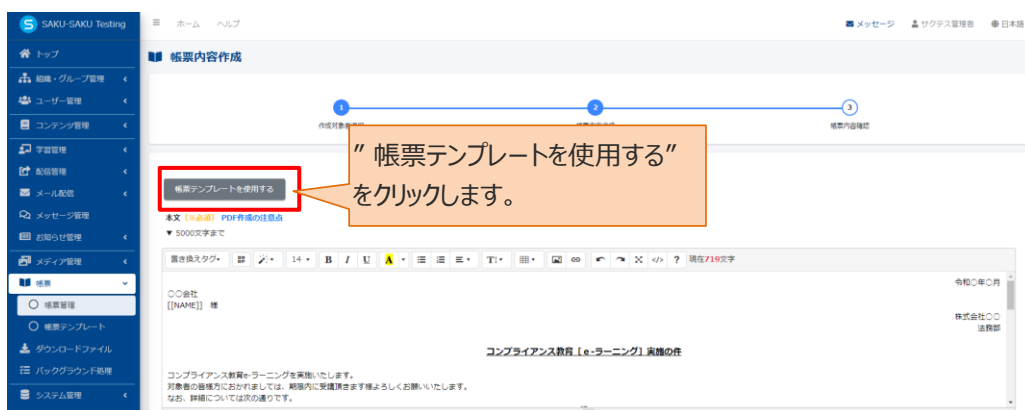 SAKU-SAKU Testing
ホーム ヘルプ
メッセージ サクテス管理者 日本語
トップ
組織・グループ管理
ユーザー管理
コンテンツ管理
学習管理
配信管理
メール配信
メッセージ管理
お知らせ管理
メディア管理
帳票
帳票管理
帳票テンプレート
ダウンロードファイル
バックグラウンド処理
システム管理
帳票内容作成
1 2 3
帳票内容確認
” 帳票テンプレートを使用する”
をクリックします。
帳票テンプレートを使用する
本文 [※必須] PDF作成の注意点
▼ 5000文字まで
書き換えタグ 14 B I U A TI </> ? 現在719文字
令和〇年〇月
〇〇会社
[[NAME]] 様
株式会社〇〇
法務部
コンプライアンス教育［e-ラーニング］実施の件
コンプライアンス教育e-ラーニングを実施いたします。
対象者の皆様方におかれましては、期限内に受講頂きます様よろしくお願いいたします。
なお、詳細については次の通りです。